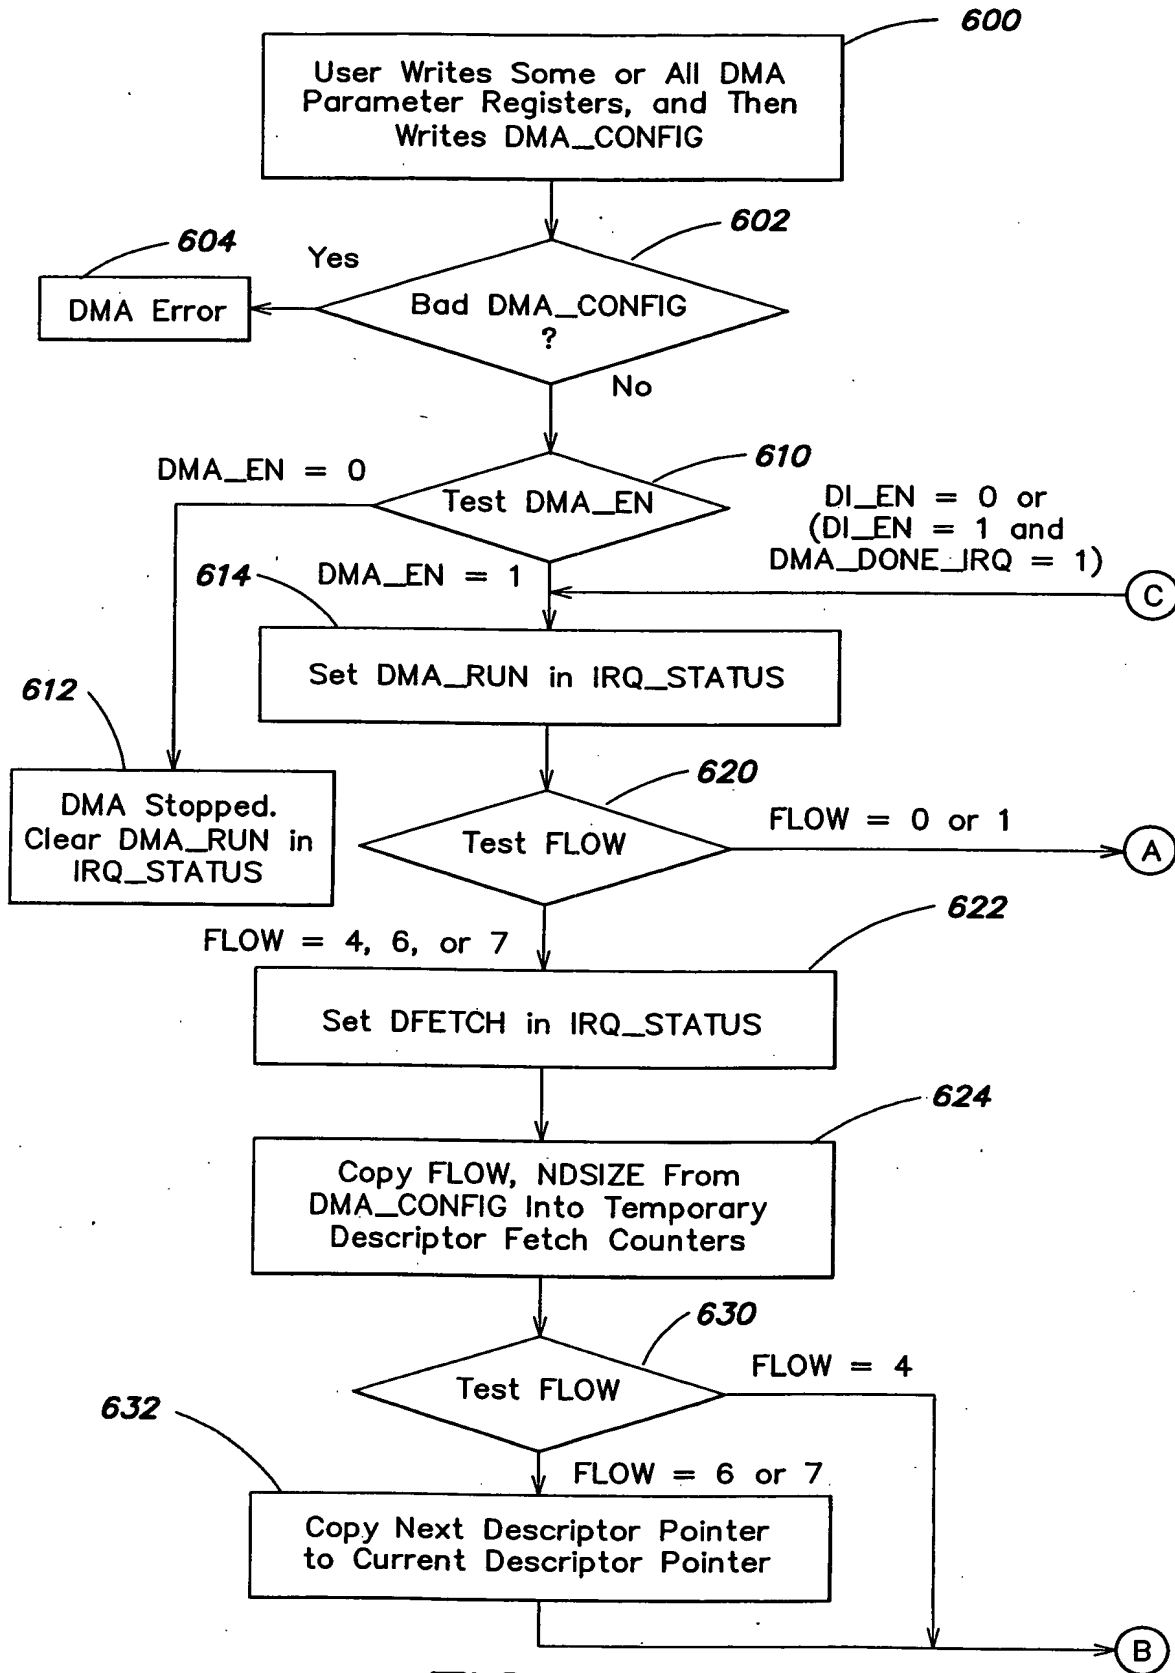 600
User Writes Some or All DMA
Parameter Registers, and Then
Writes DMA_CONFIG
602
604
Yes
DMA Error
Bad DMA_CONFIG
?
No
610
DMA_EN = 0
Test DMA_EN
DI_EN = 0 or
(DI_EN = 1 and
DMA_DONE_IRQ = 1)
614
DMA_EN = 1
C
Set DMA_RUN in IRQ_STATUS
612
620
DMA Stopped.
Clear DMA_RUN in
IRQ_STATUS
Test FLOW
FLOW = 0 or 1
A
622
FLOW = 4, 6, or 7
Set DFETCH in IRQ_STATUS
624
Copy FLOW, NDSIZE From
DMA_CONFIG Into Temporary
Descriptor Fetch Counters
630
Test FLOW
FLOW = 4
632
FLOW = 6 or 7
Copy Next Descriptor Pointer
to Current Descriptor Pointer
B